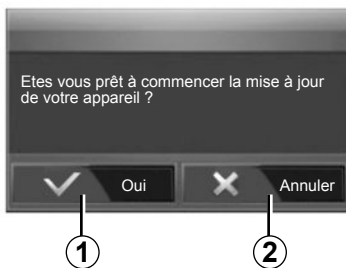 Etes vous prêt à commencer la mise à jour
de votre appareil ?
Oui
Annuler
1
2